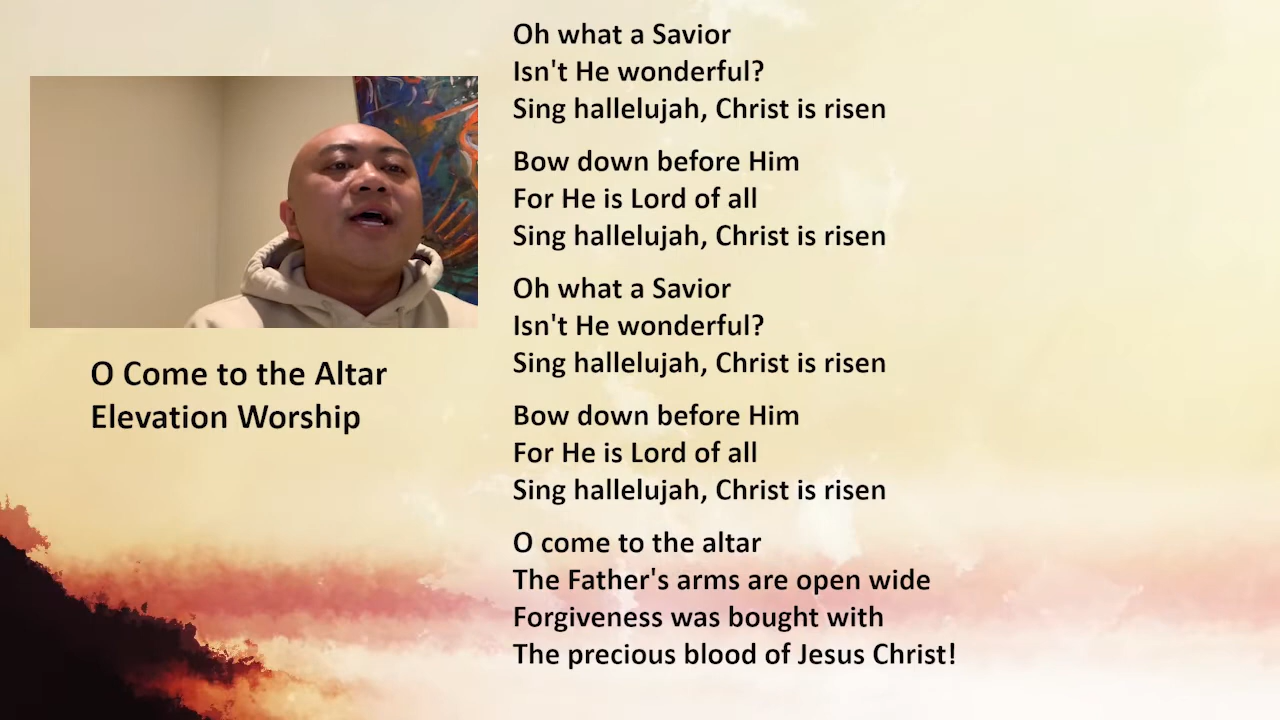 Oh what a Savior
Isn't He wonderful?
Sing hallelujah, Christ is risen
Bow down before Him
For He is Lord of all
Sing hallelujah, Christ is risen
Oh what a Savior
Isn't He wonderful?
Sing hallelujah, Christ is risen
Bow down before Him
For He is Lord of all
Sing hallelujah, Christ is risen
O come to the altar
The Father's arms are open wide
Forgiveness was bought with
The precious blood of Jesus Christ!
O Come to the Altar
Elevation Worship